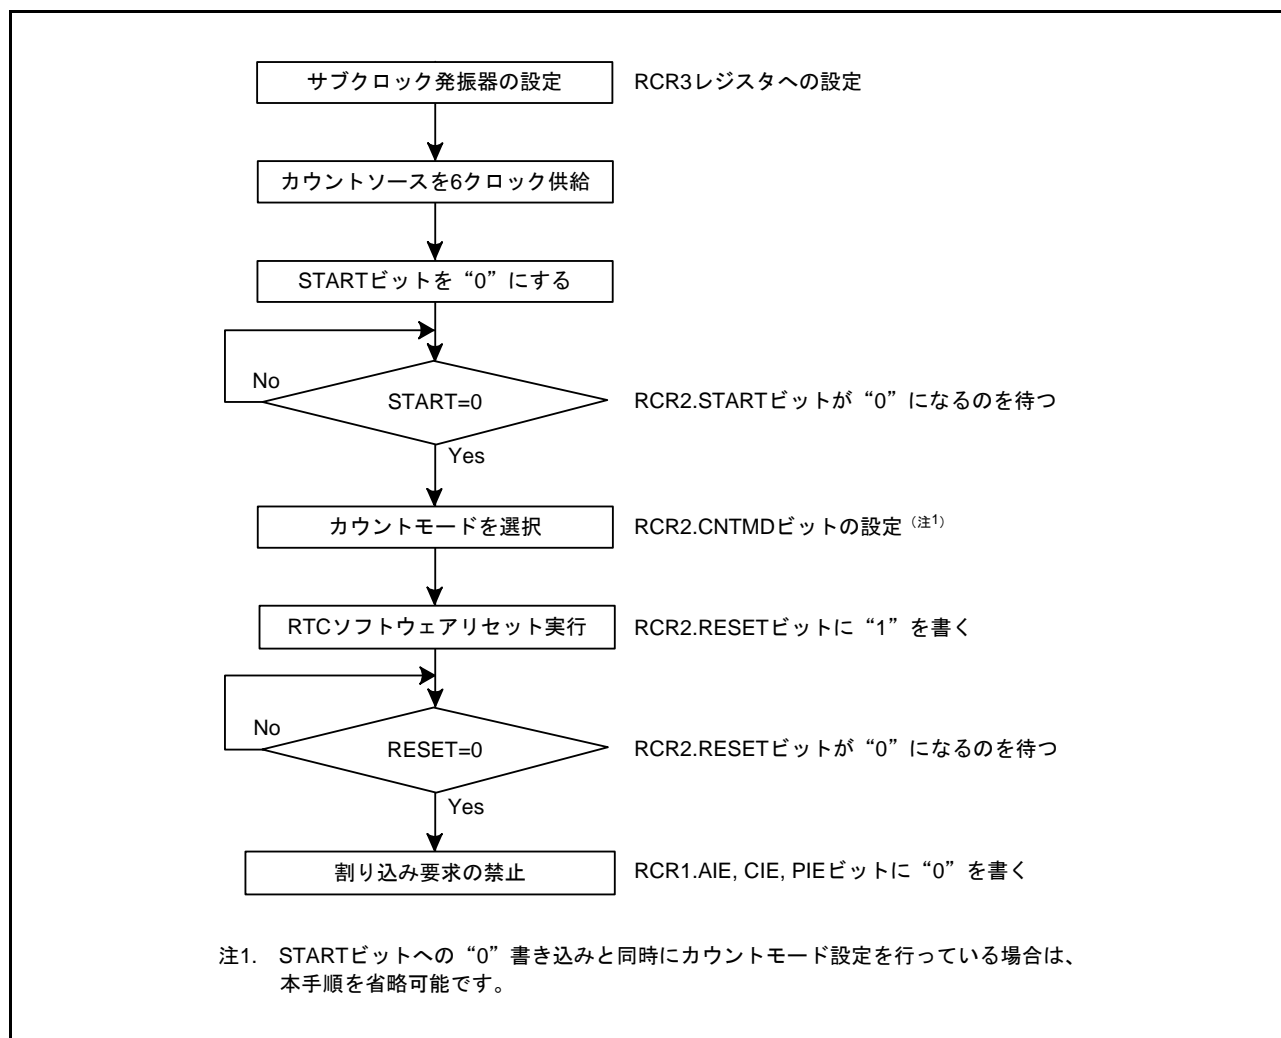 サブクロック発振器の設定 RCR3レジスタへの設定
カウントソースを6クロック供給
STARTビットを“0”にする
No
START=0 RCR2.STARTビットが“0”になるのを待つ
Yes
カウントモードを選択 RCR2.CNTMDビットの設定（注1）
RTCソフトウェアリセット実行 RCR2.RESETビットに“1”を書く
No
RESET=0 RCR2.RESETビットが“0”になるのを待つ
Yes
割り込み要求の禁止 RCR1.AIE, CIE, PIEビットに“0”を書く
注1. STARTビットへの“0”書き込みと同時にカウントモード設定を行っている場合は、
本手順を省略可能です。